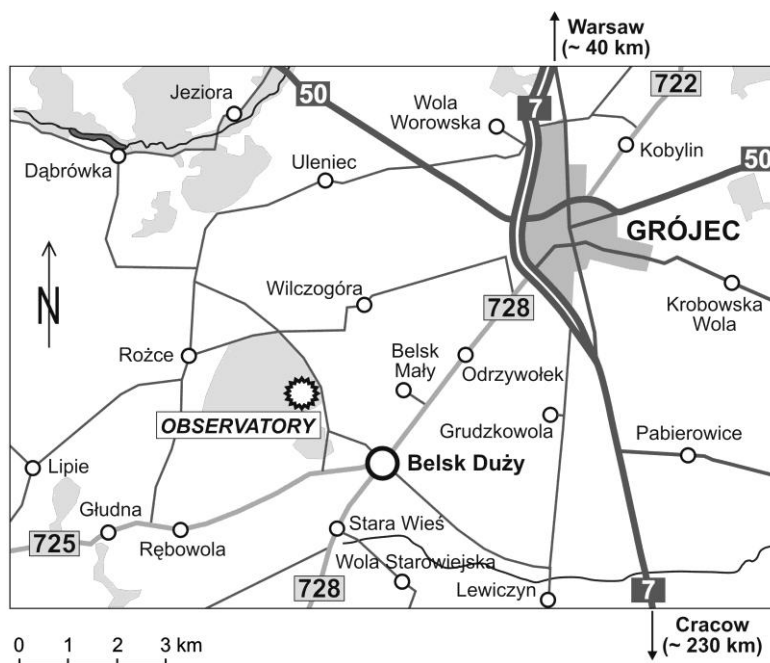 Warsaw
(~ 40 km)
50
7
722
Jeziora
Wola
Worowska
Kobylin
Dąbrówka
Uleniec
50
GRÓJEC
N
Wilczogóra
728
Krobowska
Wola
Rożce
Belsk
Mały
Odrzywołek
OBSERVATORY
Grudzkowola
Pabierowice
Lipie
Belsk Duży
Głudna
Stara Wieś
725
Rębowola
Wola Starowiejska
728
Lewiczyn
7
Cracow
(~ 230 km)
0 1 2 3 km